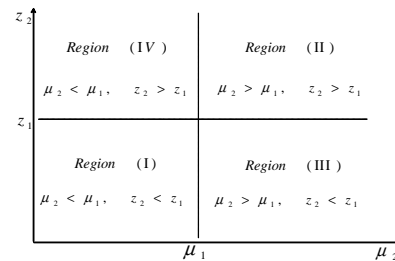 z₂
Region (IV) Region (II)
μ₂ < μ₁, z₂ > z₁ μ₂ > μ₁, z₂ > z₁
z₁
Region (I) Region (III)
μ₂ < μ₁, z₂ < z₁ μ₂ > μ₁, z₂ < z₁
μ₁ μ₂